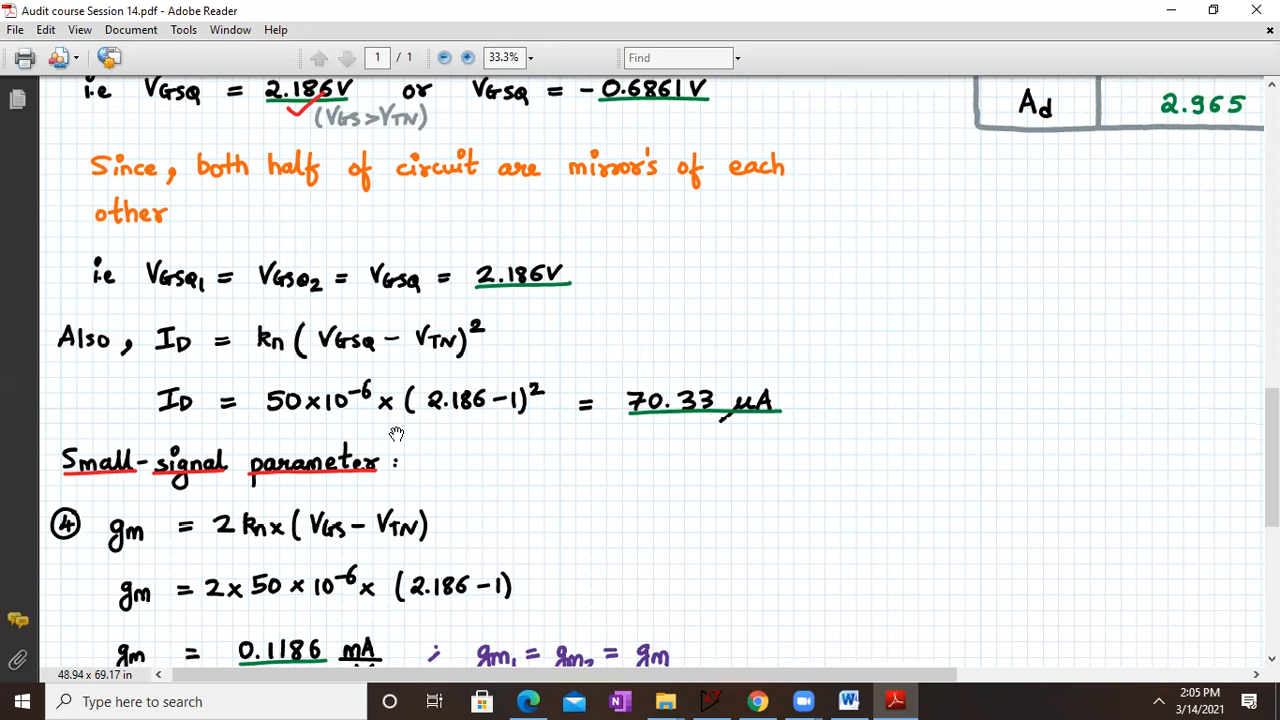 Audit course Session 14.pdf - Adobe Reader
File Edit View Document Tools Window Help
1 / 1 33.3% Find
i.e VGSQ = 2.186V or VGSQ = -0.6861V
(VGS>VTN)
Ad 2.965
Since, both half of circuit are mirror's of each
other
i.e VGSQ1 = VGSQ2 = VGSQ = 2.186V
Also, ID = kn(VGSQ - VTN)²
ID = 50×10⁻⁶×(2.186-1)² = 70.33 μA
Small-signal parameter:
④ gm = 2kn×(VGS - VTN)
gm = 2×50×10⁻⁶×(2.186-1)
gm = 0.1186 mA ; gm1 = gm2 = gm
48.94 x 69.17 in
Type here to search
2:05 PM
3/14/2021